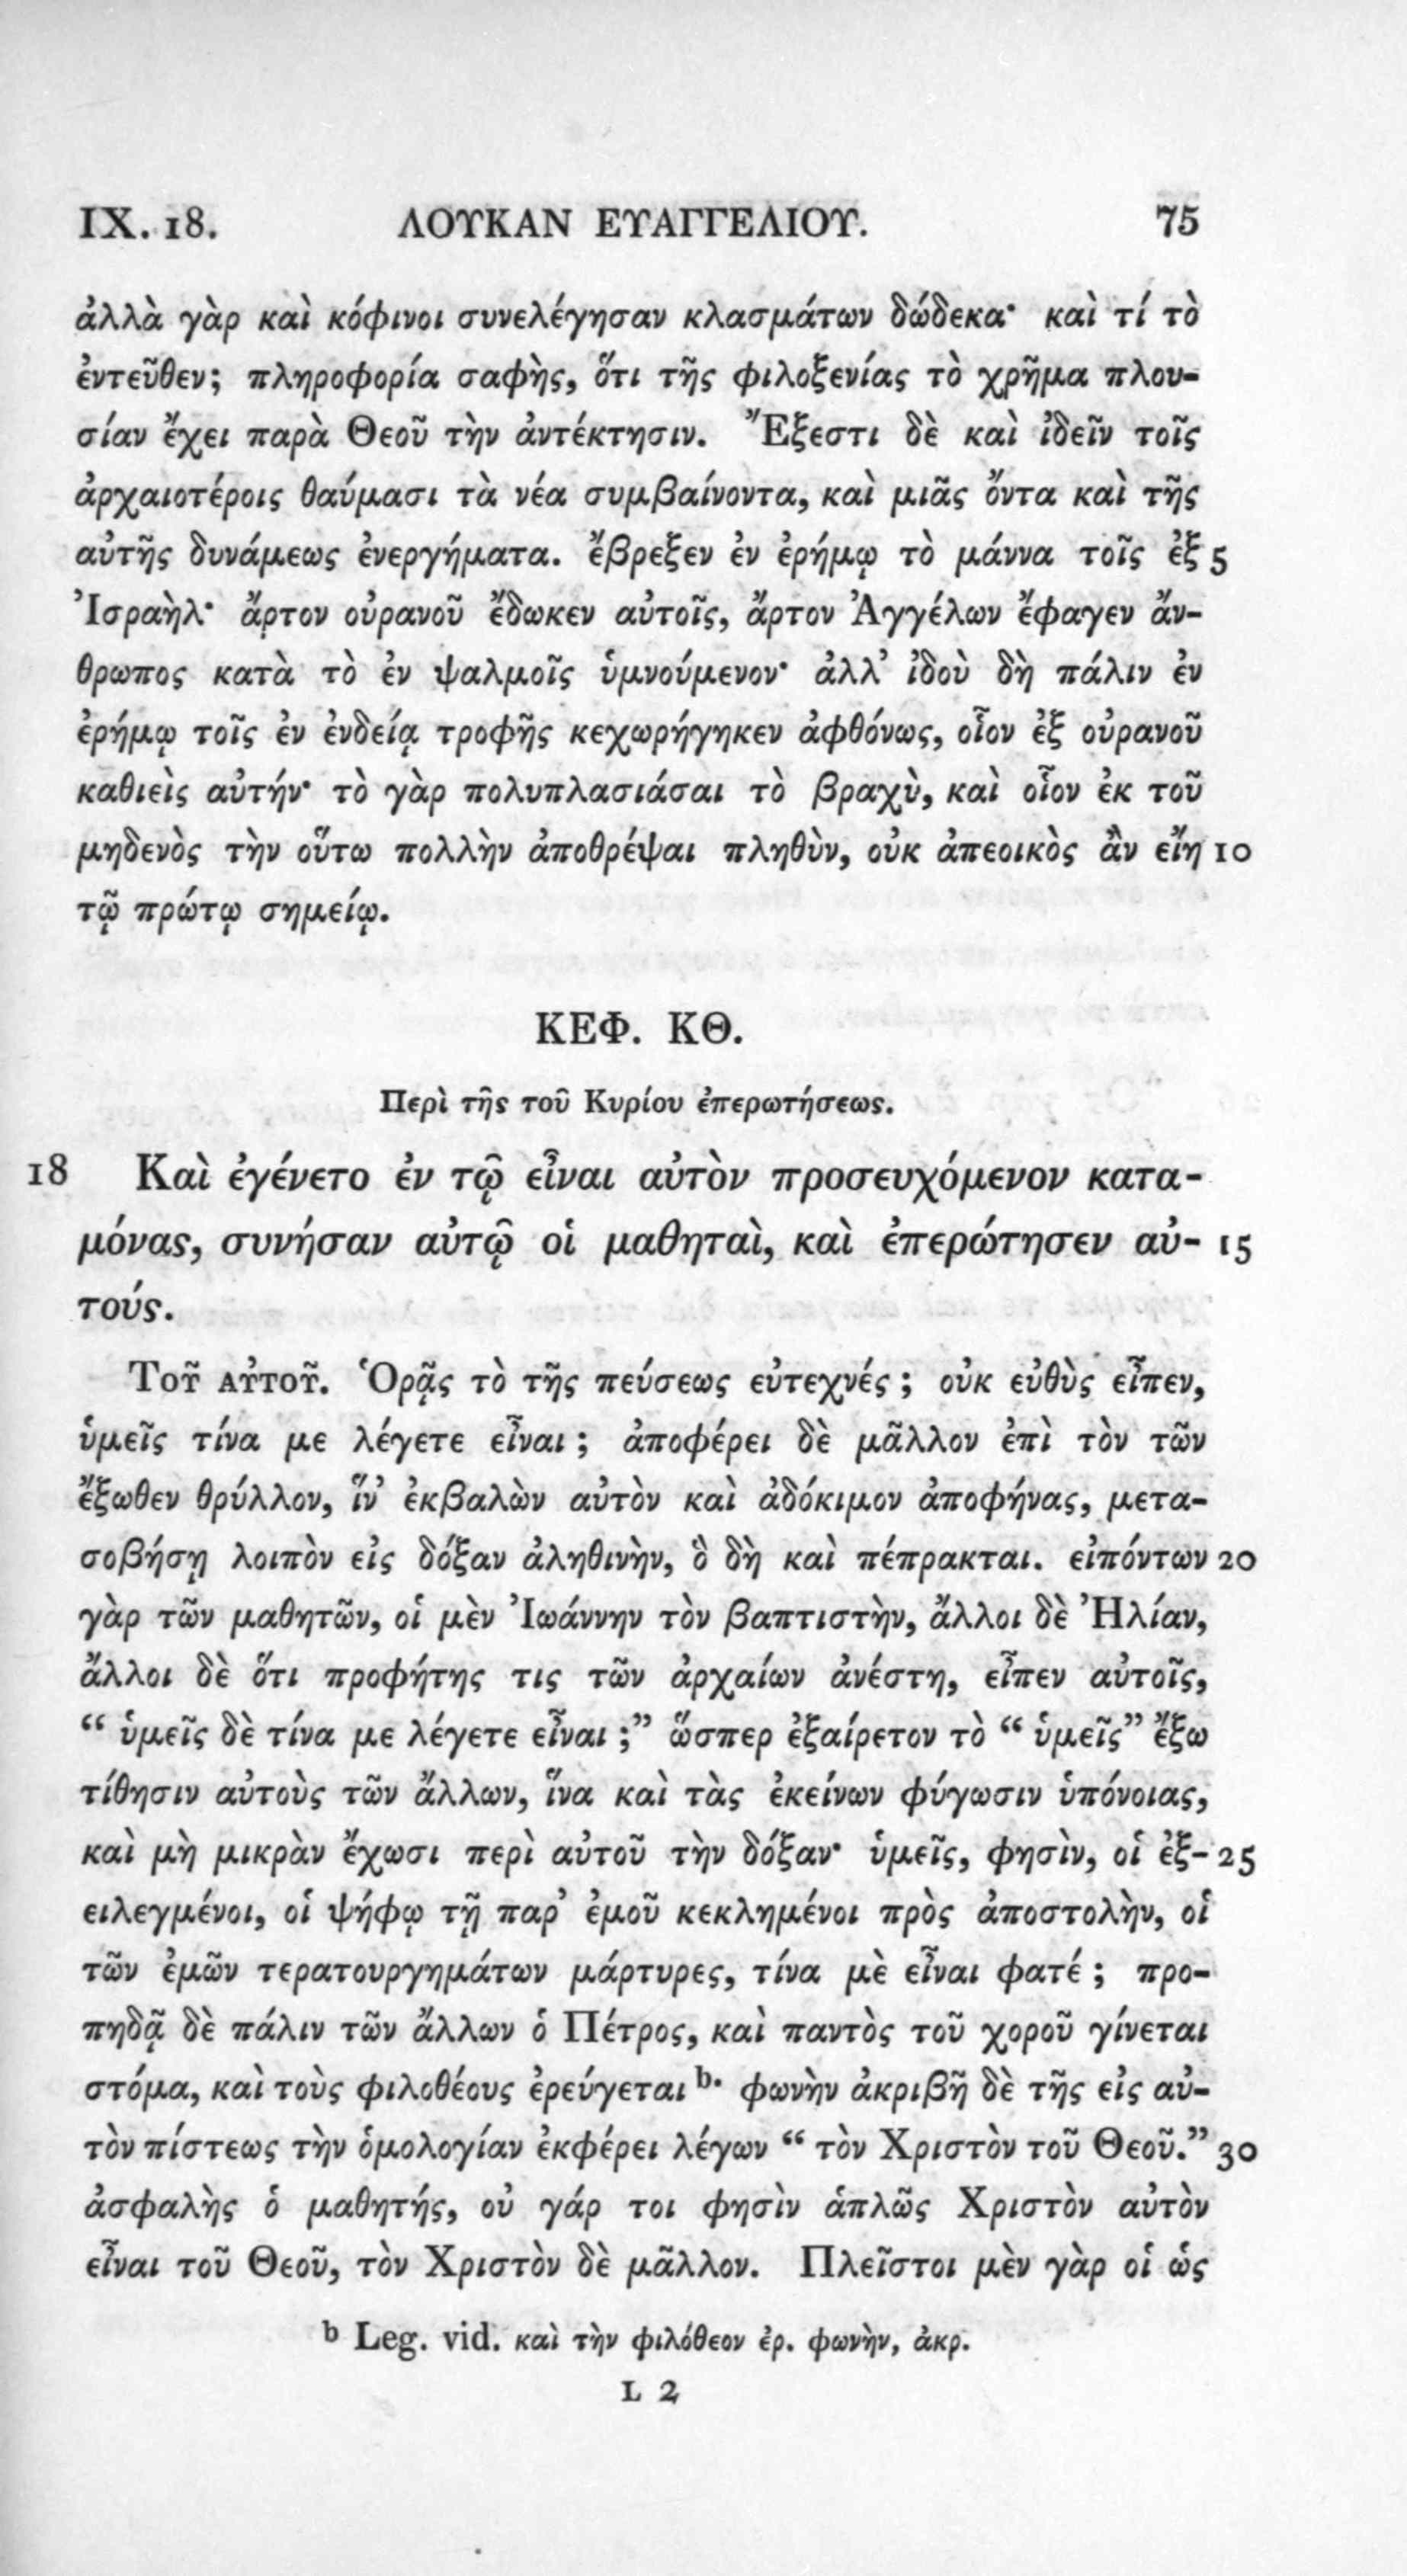 IX. 18. ΛΟΥΚΑΝ ΕΥΑΓΓΕΛΙΟΥ. 75
ἀλλὰ γὰρ καὶ κόφινοι συνελέγησαν κλασμάτων δώδεκα· καὶ τί τὸ
ἐντεῦθεν; πληροφορία σαφὴς, ὅτι τῆς φιλοξενίας τὸ χρῆμα πλου-
σίαν ἔχει παρὰ Θεοῦ τὴν ἀντέκτησιν. Ἔξεστι δὲ καὶ ἰδεῖν τοῖς
ἀρχαιοτέροις θαύμασι τὰ νέα συμβαίνοντα, καὶ μιᾶς ὄντα καὶ τῆς
αὐτῆς δυνάμεως ἐνεργήματα. ἔβρεξεν ἐν ἐρήμῳ τὸ μάννα τοῖς ἐξ 5
Ἰσραὴλ· ἄρτον οὐρανοῦ ἔδωκεν αὐτοῖς, ἄρτον Ἀγγέλων ἔφαγεν ἄν-
θρωπος κατὰ τὸ ἐν ψαλμοῖς ὑμνούμενον· ἀλλ’ ἰδοὺ δὴ πάλιν ἐν
ἐρήμῳ τοῖς ἐν ἐνδείᾳ τροφῆς κεχωρήγηκεν ἀφθόνως, οἷον ἐξ οὐρανοῦ
καθιεὶς αὐτήν· τὸ γὰρ πολυπλασιάσαι τὸ βραχὺ, καὶ οἷον ἐκ τοῦ
μηδενὸς τὴν οὕτω πολλὴν ἀποθρέψαι πληθὺν, οὐκ ἀπεοικὸς ἂν εἴη 10
τῷ πρώτῳ σημείῳ.
ΚΕΦ. ΚΘ.
Περὶ τῆς τοῦ Κυρίου ἐπερωτήσεως.
18 Καὶ ἐγένετο ἐν τῷ εἶναι αὐτὸν προσευχόμενον κατα-
μόνας, συνήσαν αὐτῷ οἱ μαθηταὶ, καὶ ἐπερώτησεν αὐ- 15
τούς.
Τοῦ αὐτοῦ. Ὁρᾷς τὸ τῆς πεύσεως εὐτεχνές; οὐκ εὐθὺς εἶπεν,
ὑμεῖς τίνα με λέγετε εἶναι; ἀποφέρει δὲ μᾶλλον ἐπὶ τὸν τῶν
ἔξωθεν θρύλλον, ἵν’ ἐκβαλὼν αὐτὸν καὶ ἀδόκιμον ἀποφήνας, μετα-
σοβήσῃ λοιπὸν εἰς δόξαν ἀληθινὴν, ὃ δὴ καὶ πέπρακται. εἰπόντων 20
γὰρ τῶν μαθητῶν, οἱ μὲν Ἰωάννην τὸν βαπτιστὴν, ἄλλοι δὲ Ἠλίαν,
ἄλλοι δὲ ὅτι προφήτης τις τῶν ἀρχαίων ἀνέστη, εἶπεν αὐτοῖς,
“ ὑμεῖς δὲ τίνα με λέγετε εἶναι;” ὥσπερ ἐξαίρετον τὸ “ ὑμεῖς” ἔξω
τίθησιν αὐτοὺς τῶν ἄλλων, ἵνα καὶ τὰς ἐκείνων φύγωσιν ὑπόνοιας,
καὶ μὴ μικρὰν ἔχωσι περὶ αὐτοῦ τὴν δόξαν· ὑμεῖς, φησὶν, οἱ ἐξ- 25
ειλεγμένοι, οἱ ψήφῳ τῇ παρ’ ἐμοῦ κεκλημένοι πρὸς ἀποστολὴν, οἱ
τῶν ἐμῶν τερατουργημάτων μάρτυρες, τίνα μὲ εἶναι φατέ; προ-
πηδᾷ δὲ πάλιν τῶν ἄλλων ὁ Πέτρος, καὶ παντὸς τοῦ χοροῦ γίνεται
στόμα, καὶ τοὺς φιλοθέους ἐρεύγεται b· φωνὴν ἀκριβῆ δὲ τῆς εἰς αὐ-
τὸν πίστεως τὴν ὁμολογίαν ἐκφέρει λέγων “ τὸν Χριστὸν τοῦ Θεοῦ.” 30
ἀσφαλὴς ὁ μαθητής, οὐ γάρ τοι φησὶν ἁπλῶς Χριστὸν αὐτὸν
εἶναι τοῦ Θεοῦ, τὸν Χριστὸν δὲ μᾶλλον. Πλεῖστοι μὲν γὰρ οἱ ὡς
b Leg. vid. καὶ τὴν φιλόθεον ἐρ. φωνὴν, ἀκρ.
L 2